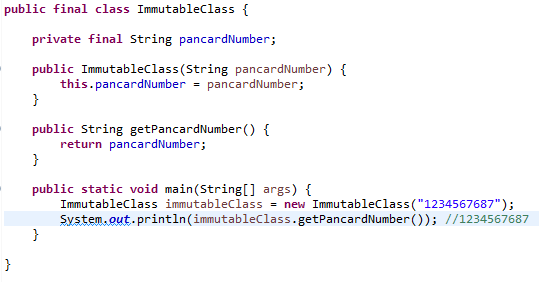 public final class ImmutableClass {
private final String pancardNumber;
public ImmutableClass(String pancardNumber) {
this.pancardNumber = pancardNumber;
}
public String getPancardNumber() {
return pancardNumber;
}
public static void main(String[] args) {
ImmutableClass immutableClass = new ImmutableClass("1234567687");
System.out.println(immutableClass.getPancardNumber()); //1234567687
}
}